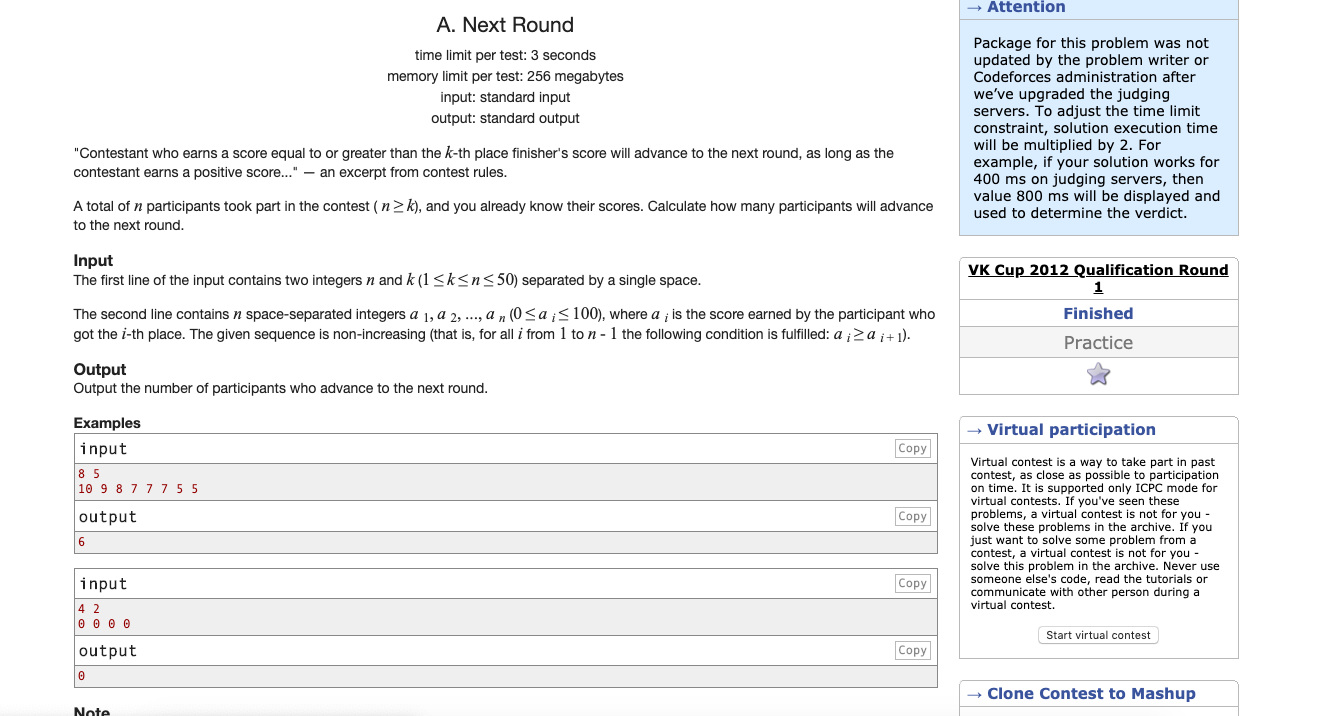 A. Next Round
time limit per test: 3 seconds
memory limit per test: 256 megabytes
input: standard input
output: standard output
"Contestant who earns a score equal to or greater than the k-th place finisher's score will advance to the next round, as long as the
contestant earns a positive score..." — an excerpt from contest rules.
A total of n participants took part in the contest ( n ≥ k), and you already know their scores. Calculate how many participants will advance
to the next round.
Input
The first line of the input contains two integers n and k (1 ≤ k ≤ n ≤ 50) separated by a single space.
The second line contains n space-separated integers a 1, a 2, ..., a n (0 ≤ a i ≤ 100), where a i is the score earned by the participant who
got the i-th place. The given sequence is non-increasing (that is, for all i from 1 to n - 1 the following condition is fulfilled: a i ≥ a i + 1).
Output
Output the number of participants who advance to the next round.
Examples
input
Copy
8 5
10 9 8 7 7 7 5 5
output
Copy
6
input
Copy
4 2
0 0 0 0
output
Copy
0
Note
→ Attention
Package for this problem was not
updated by the problem writer or
Codeforces administration after
we've upgraded the judging
servers. To adjust the time limit
constraint, solution execution time
will be multiplied by 2. For
example, if your solution works for
400 ms on judging servers, then
value 800 ms will be displayed and
used to determine the verdict.
VK Cup 2012 Qualification Round
1
Finished
Practice
→ Virtual participation
Virtual contest is a way to take part in past
contest, as close as possible to participation
on time. It is supported only ICPC mode for
virtual contests. If you've seen these
problems, a virtual contest is not for you -
solve these problems in the archive. If you
just want to solve some problem from a
contest, a virtual contest is not for you -
solve this problem in the archive. Never use
someone else's code, read the tutorials or
communicate with other person during a
virtual contest.
Start virtual contest
→ Clone Contest to Mashup